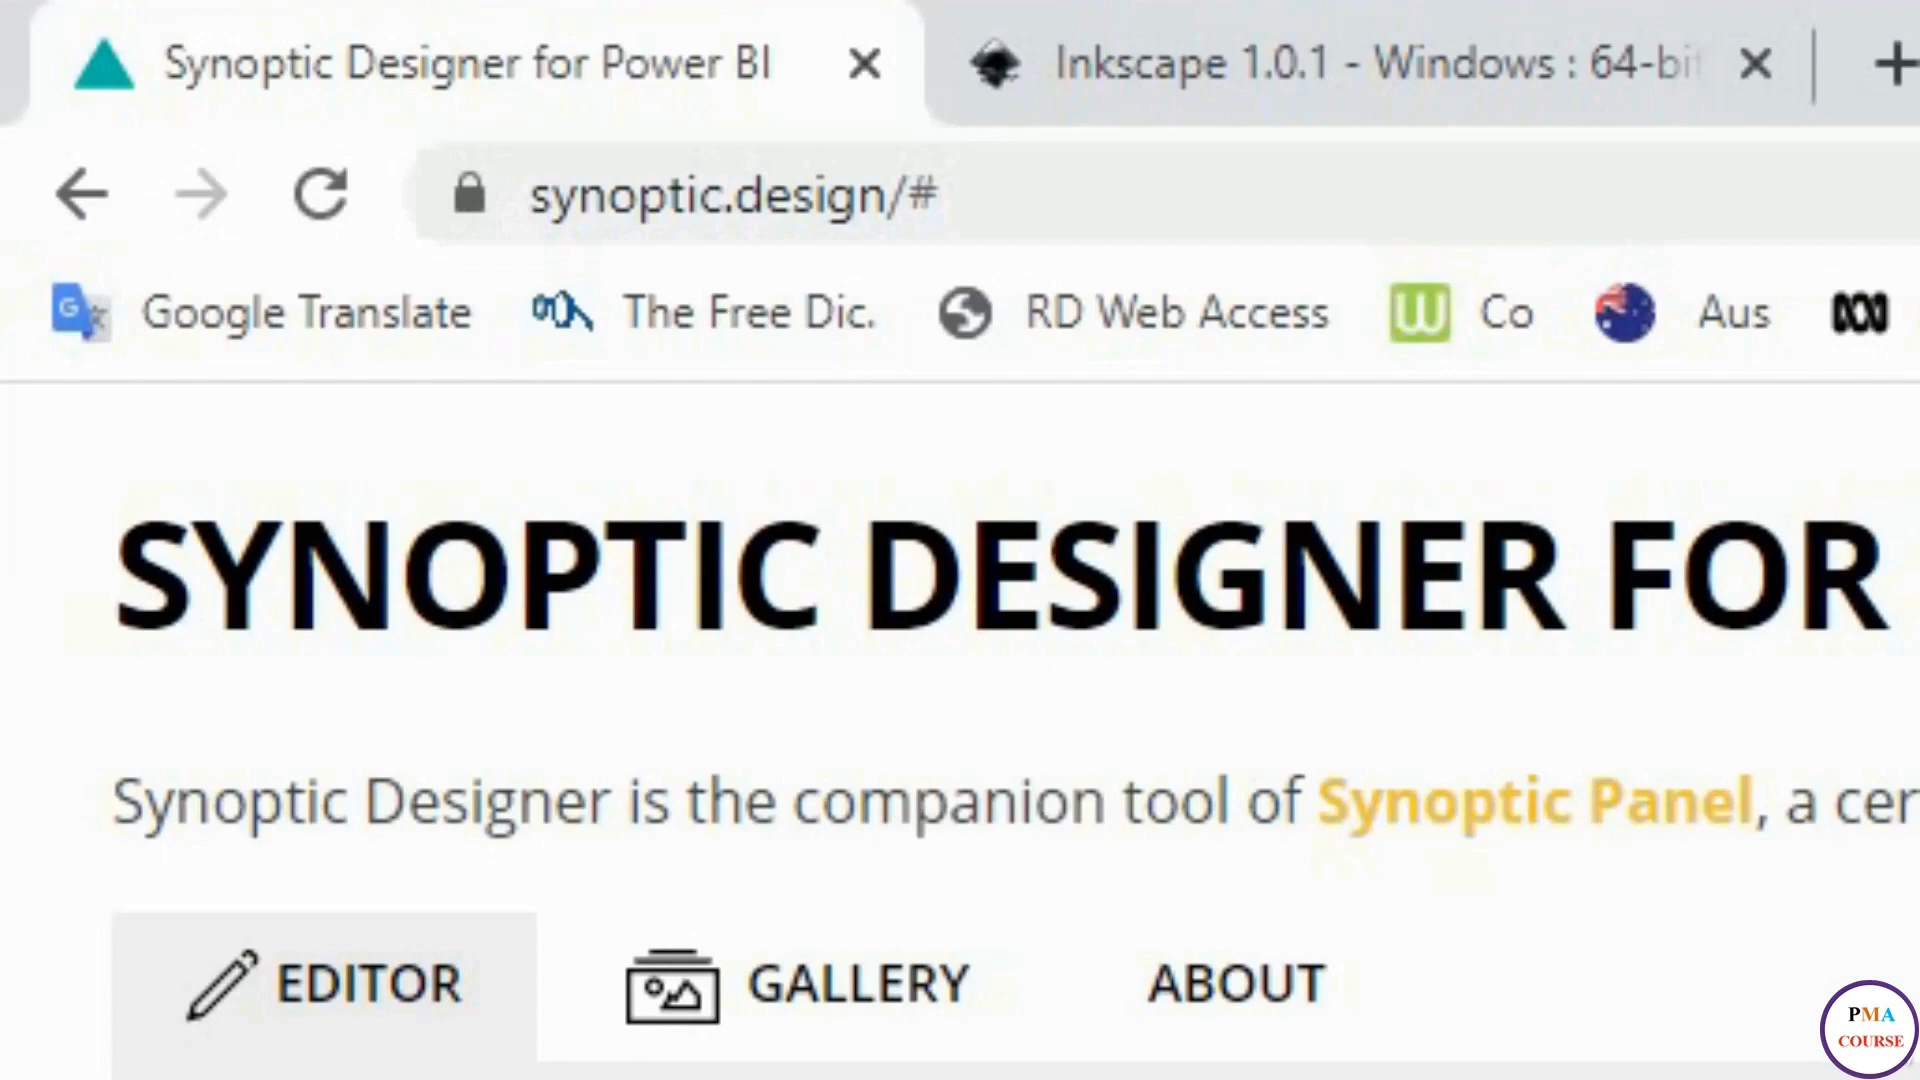 Synoptic Designer for Power BI
Inkscape 1.0.1 - Windows : 64-bit
synoptic.design/#
Google Translate The Free Dic. RD Web Access Co Aus
SYNOPTIC DESIGNER FOR
Synoptic Designer is the companion tool of Synoptic Panel, a cer
EDITOR GALLERY ABOUT
PMA
COURSE